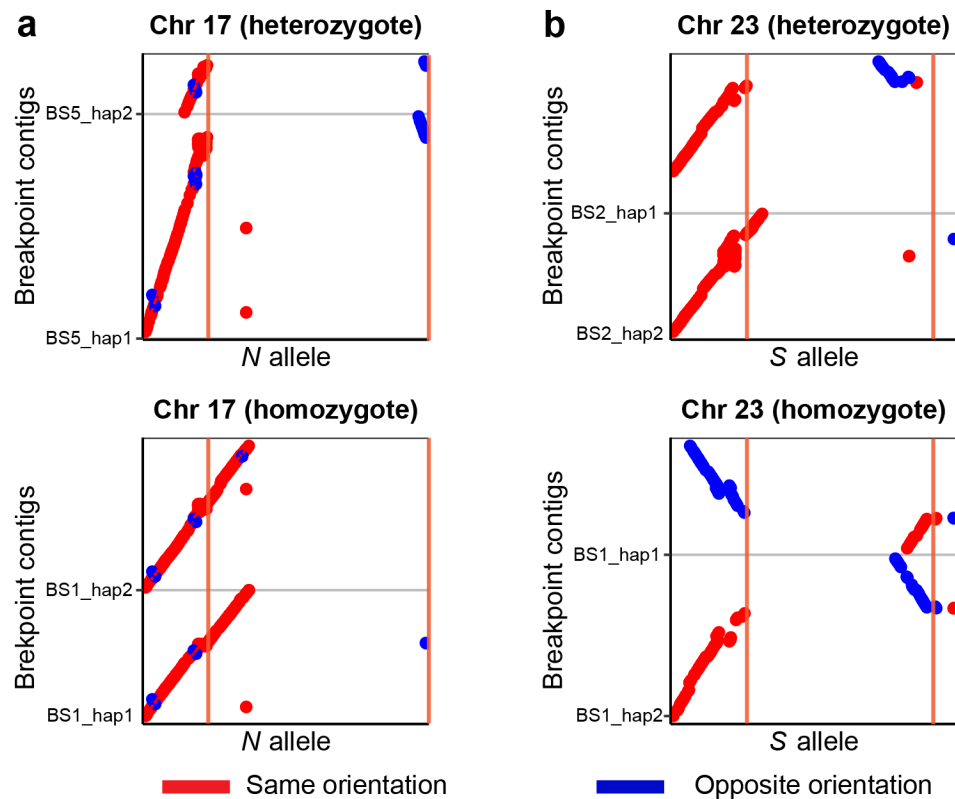 a
Chr 17 (heterozygote)
Breakpoint contigs
BS5_hap2
BS5_hap1
N allele
b
Chr 23 (heterozygote)
Breakpoint contigs
BS2_hap1
BS2_hap2
S allele
Chr 17 (homozygote)
Brekpoint contigs
BS1_hap2
BS1_hap1
N allele
Chr 23 (homozygote)
Breakpoint contigs
BS1_hap1
BS1_hap2
S allele
Same orientation
Opposite orientation